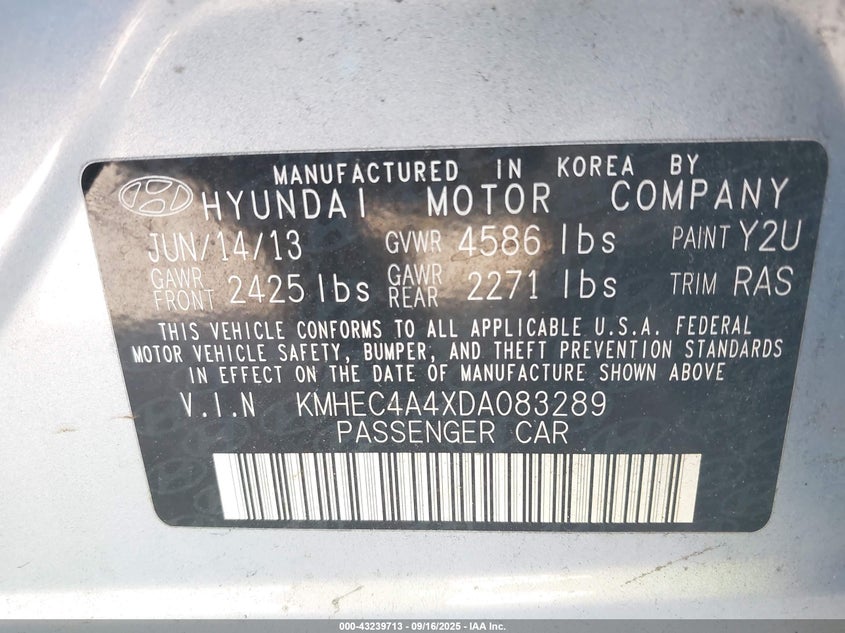 MANUFACTURED IN KOREA BY
HYUNDAI MOTOR COMPANY
JUN/14/13 GVWR 4586 lbs PAINT Y2U
GAWR FRONT 2425 lbs GAWR REAR 2271 lbs TRIM RAS
THIS VEHICLE CONFORMS TO ALL APPLICABLE U.S.A. FEDERAL
MOTOR VEHICLE SAFETY, BUMPER, AND THEFT PREVENTION STANDARDS
IN EFFECT ON THE DATE OF MANUFACTURE SHOWN ABOVE
V.I.N KMHEC4A4XDA083289
PASSENGER CAR
000-43239713 - 09/16/2025 - IAA Inc.